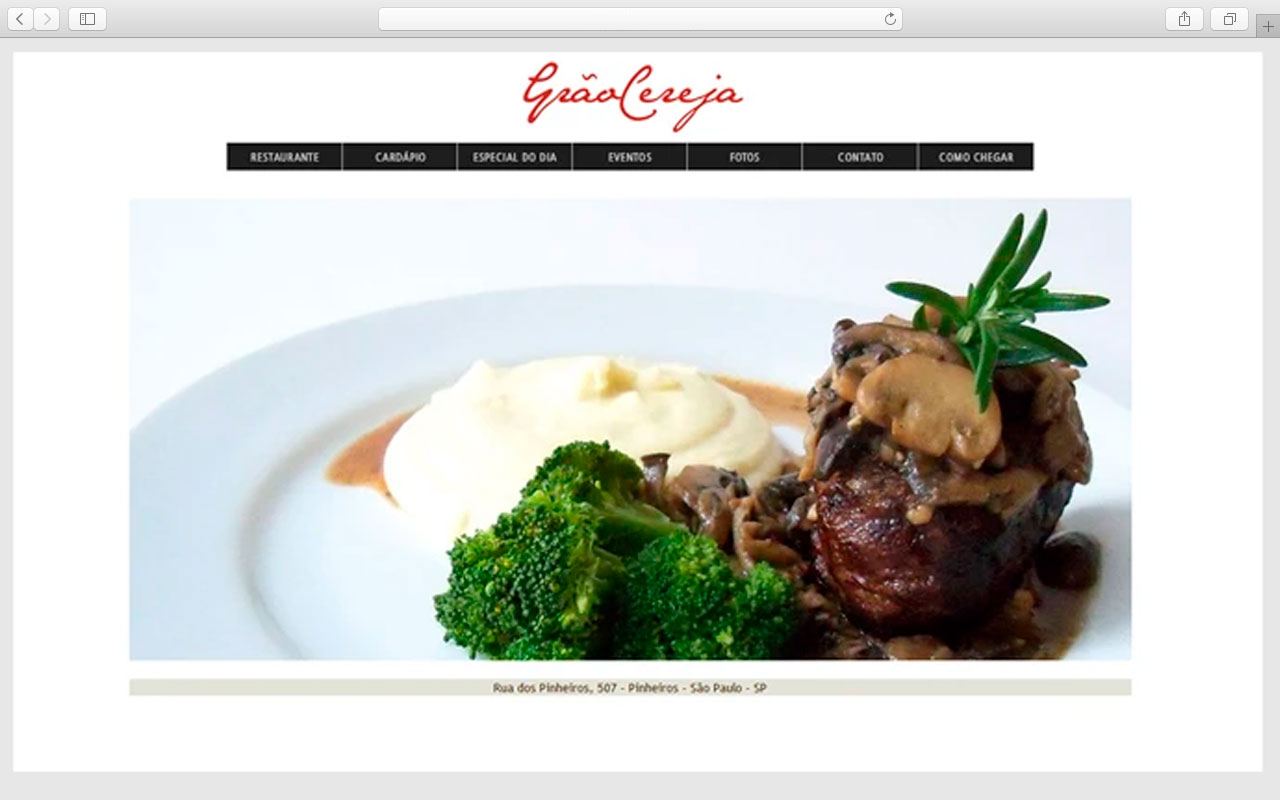 GrãoCereja
RESTAURANTE CARDÁPIO ESPECIAL DO DIA EVENTOS FOTOS CONTATO COMO CHEGAR
Rua dos Pinheiros, 507 - Pinheiros - São Paulo - SP